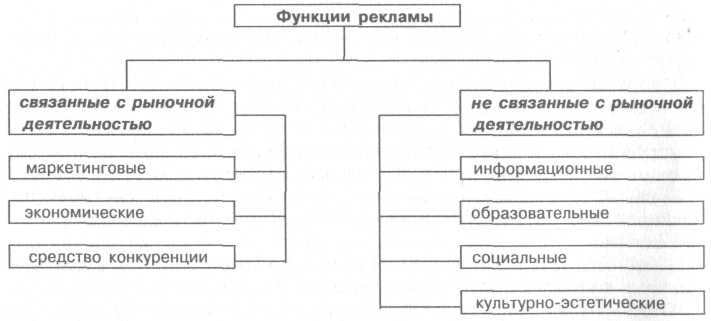 Функции рекламы
связанные с рыночной
деятельностью
маркетинговые
экономические
средство конкуренции
не связанные с рыночной
деятельностью
информационные
образовательные
социальные
культурно-эстетические